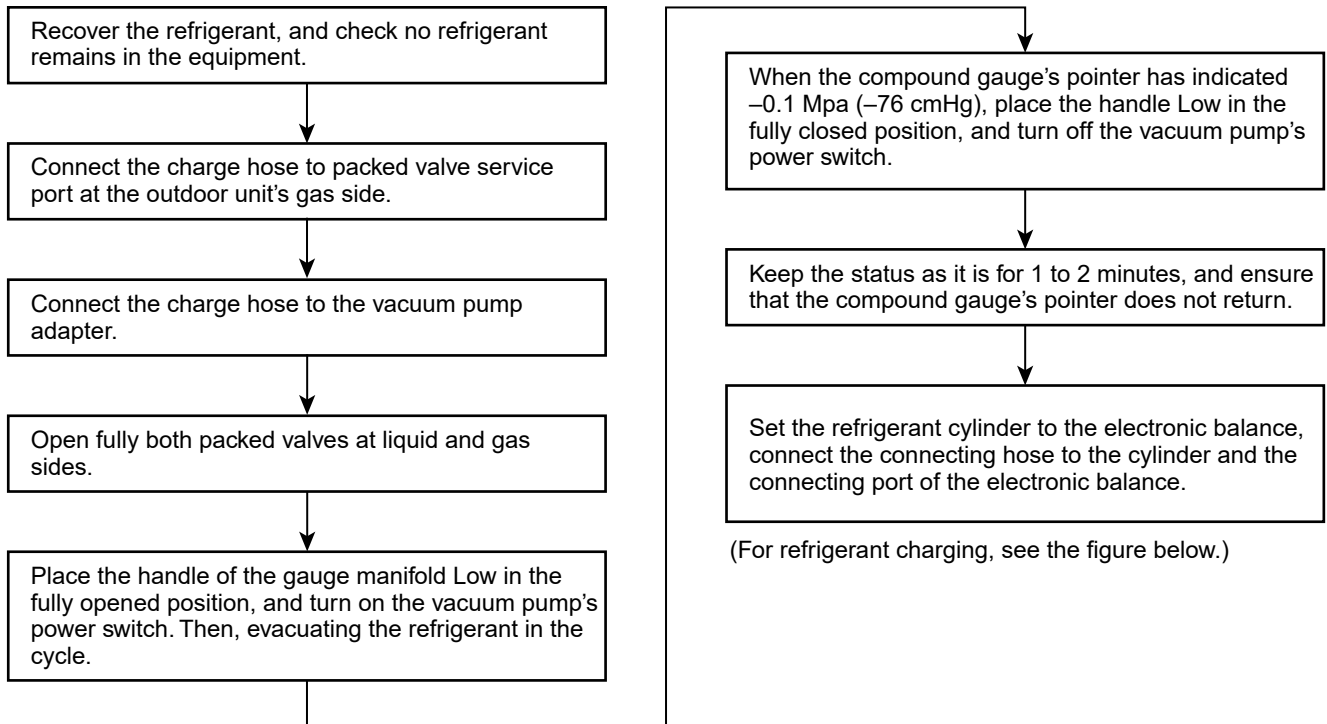 Recover the refrigerant, and check no refrigerant
remains in the equipment.
Connect the charge hose to packed valve service
port at the outdoor unit’s gas side.
Connect the charge hose to the vacuum pump
adapter.
Open fully both packed valves at liquid and gas
sides.
Place the handle of the gauge manifold Low in the
fully opened position, and turn on the vacuum pump’s
power switch. Then, evacuating the refrigerant in the
cycle.
When the compound gauge’s pointer has indicated
–0.1 Mpa (–76 cmHg), place the handle Low in the
fully closed position, and turn off the vacuum pump’s
power switch.
Keep the status as it is for 1 to 2 minutes, and ensure
that the compound gauge’s pointer does not return.
Set the refrigerant cylinder to the electronic balance,
connect the connecting hose to the cylinder and the
connecting port of the electronic balance.
(For refrigerant charging, see the figure below.)